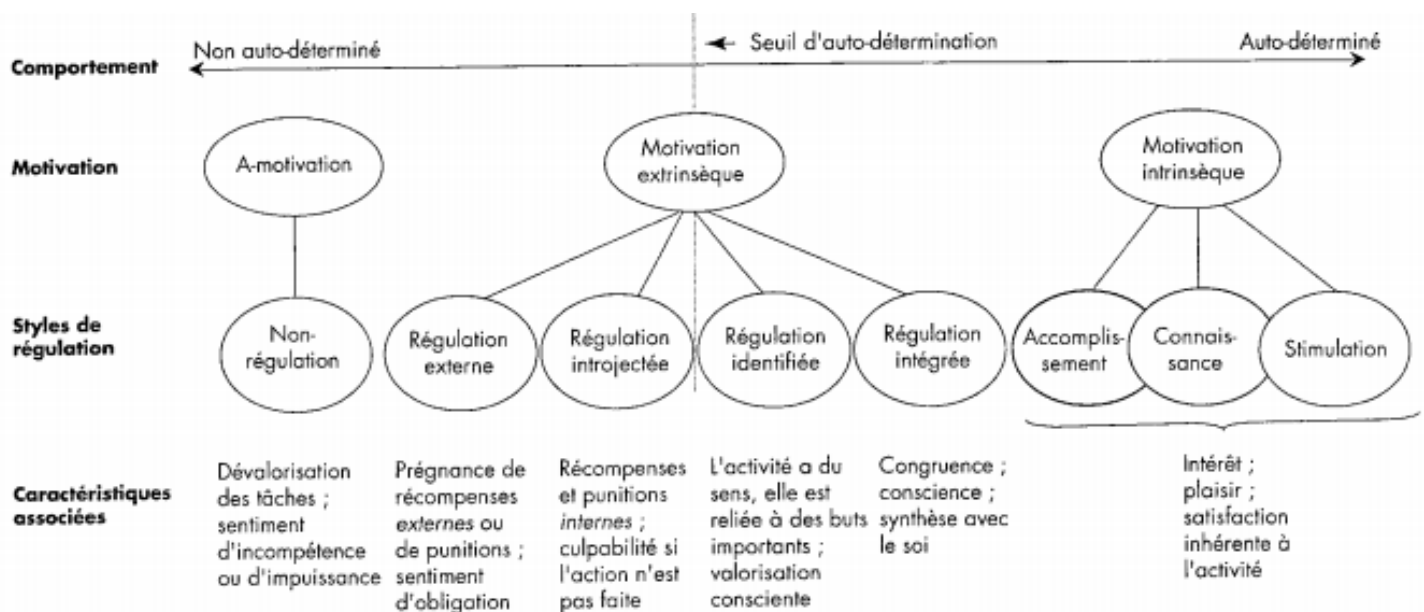 Non auto-déterminé
Seuil d'auto-détermination
Auto-déterminé
Comportement
Motivation
A-motivation
Motivation
extrinsèque
Motivation
intrinsèque
Styles de
régulation
Non-
régulation
Régulation
externe
Régulation
introjectée
Régulation
identifiée
Régulation
intégrée
Accomplis-
sement
Connais-
sance
Stimulation
Caractéristiques
associées
Dévalorisation
des tâches ;
sentiment
d'incompétence
ou d'impuissance
Prégnance de
récompenses
externes ou
de punitions ;
sentiment
d'obligation
Récompenses
et punitions
internes ;
culpabilité si
l'action n'est
pas faite
L'activité a du
sens, elle est
reliée à des buts
importants ;
valorisation
consciente
Congruence ;
conscience ;
synthèse avec
le soi
Intérêt ;
plaisir ;
satisfaction
inhérente à
l'activité